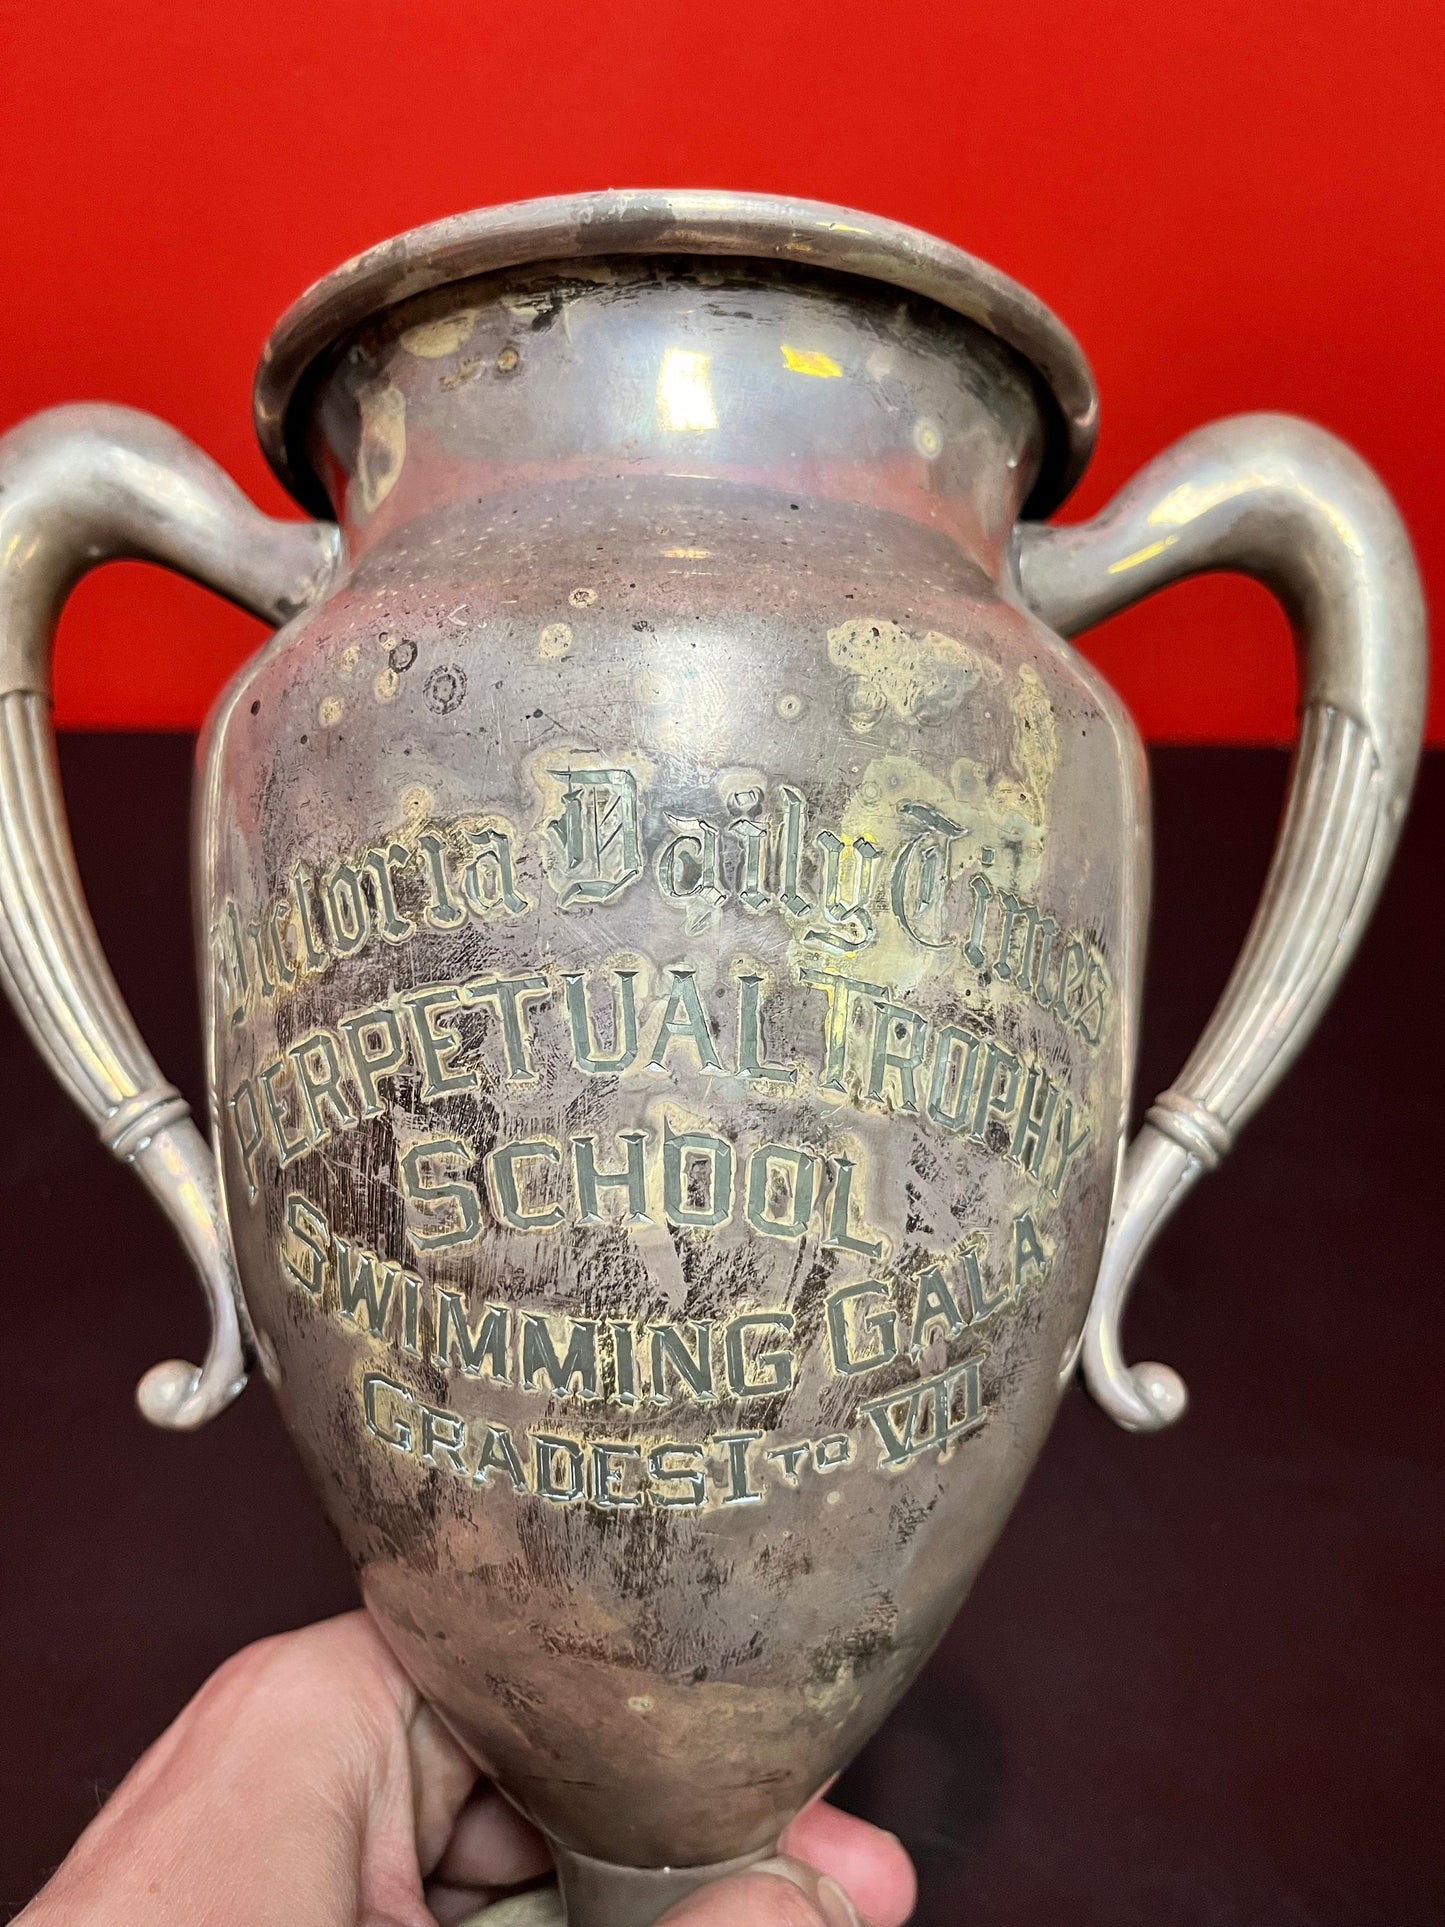 Victoria Daily Times
PERPETUAL TROPHY
SCHOOL
SWIMMING GALA
GRADES I TO VII